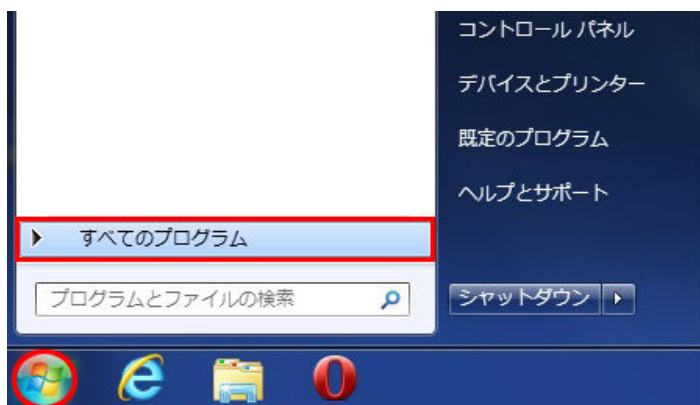 コントロール パネル
デバイスとプリンター
既定のプログラム
ヘルプとサポート
すべてのプログラム
プログラムとファイルの検索
シャットダウン